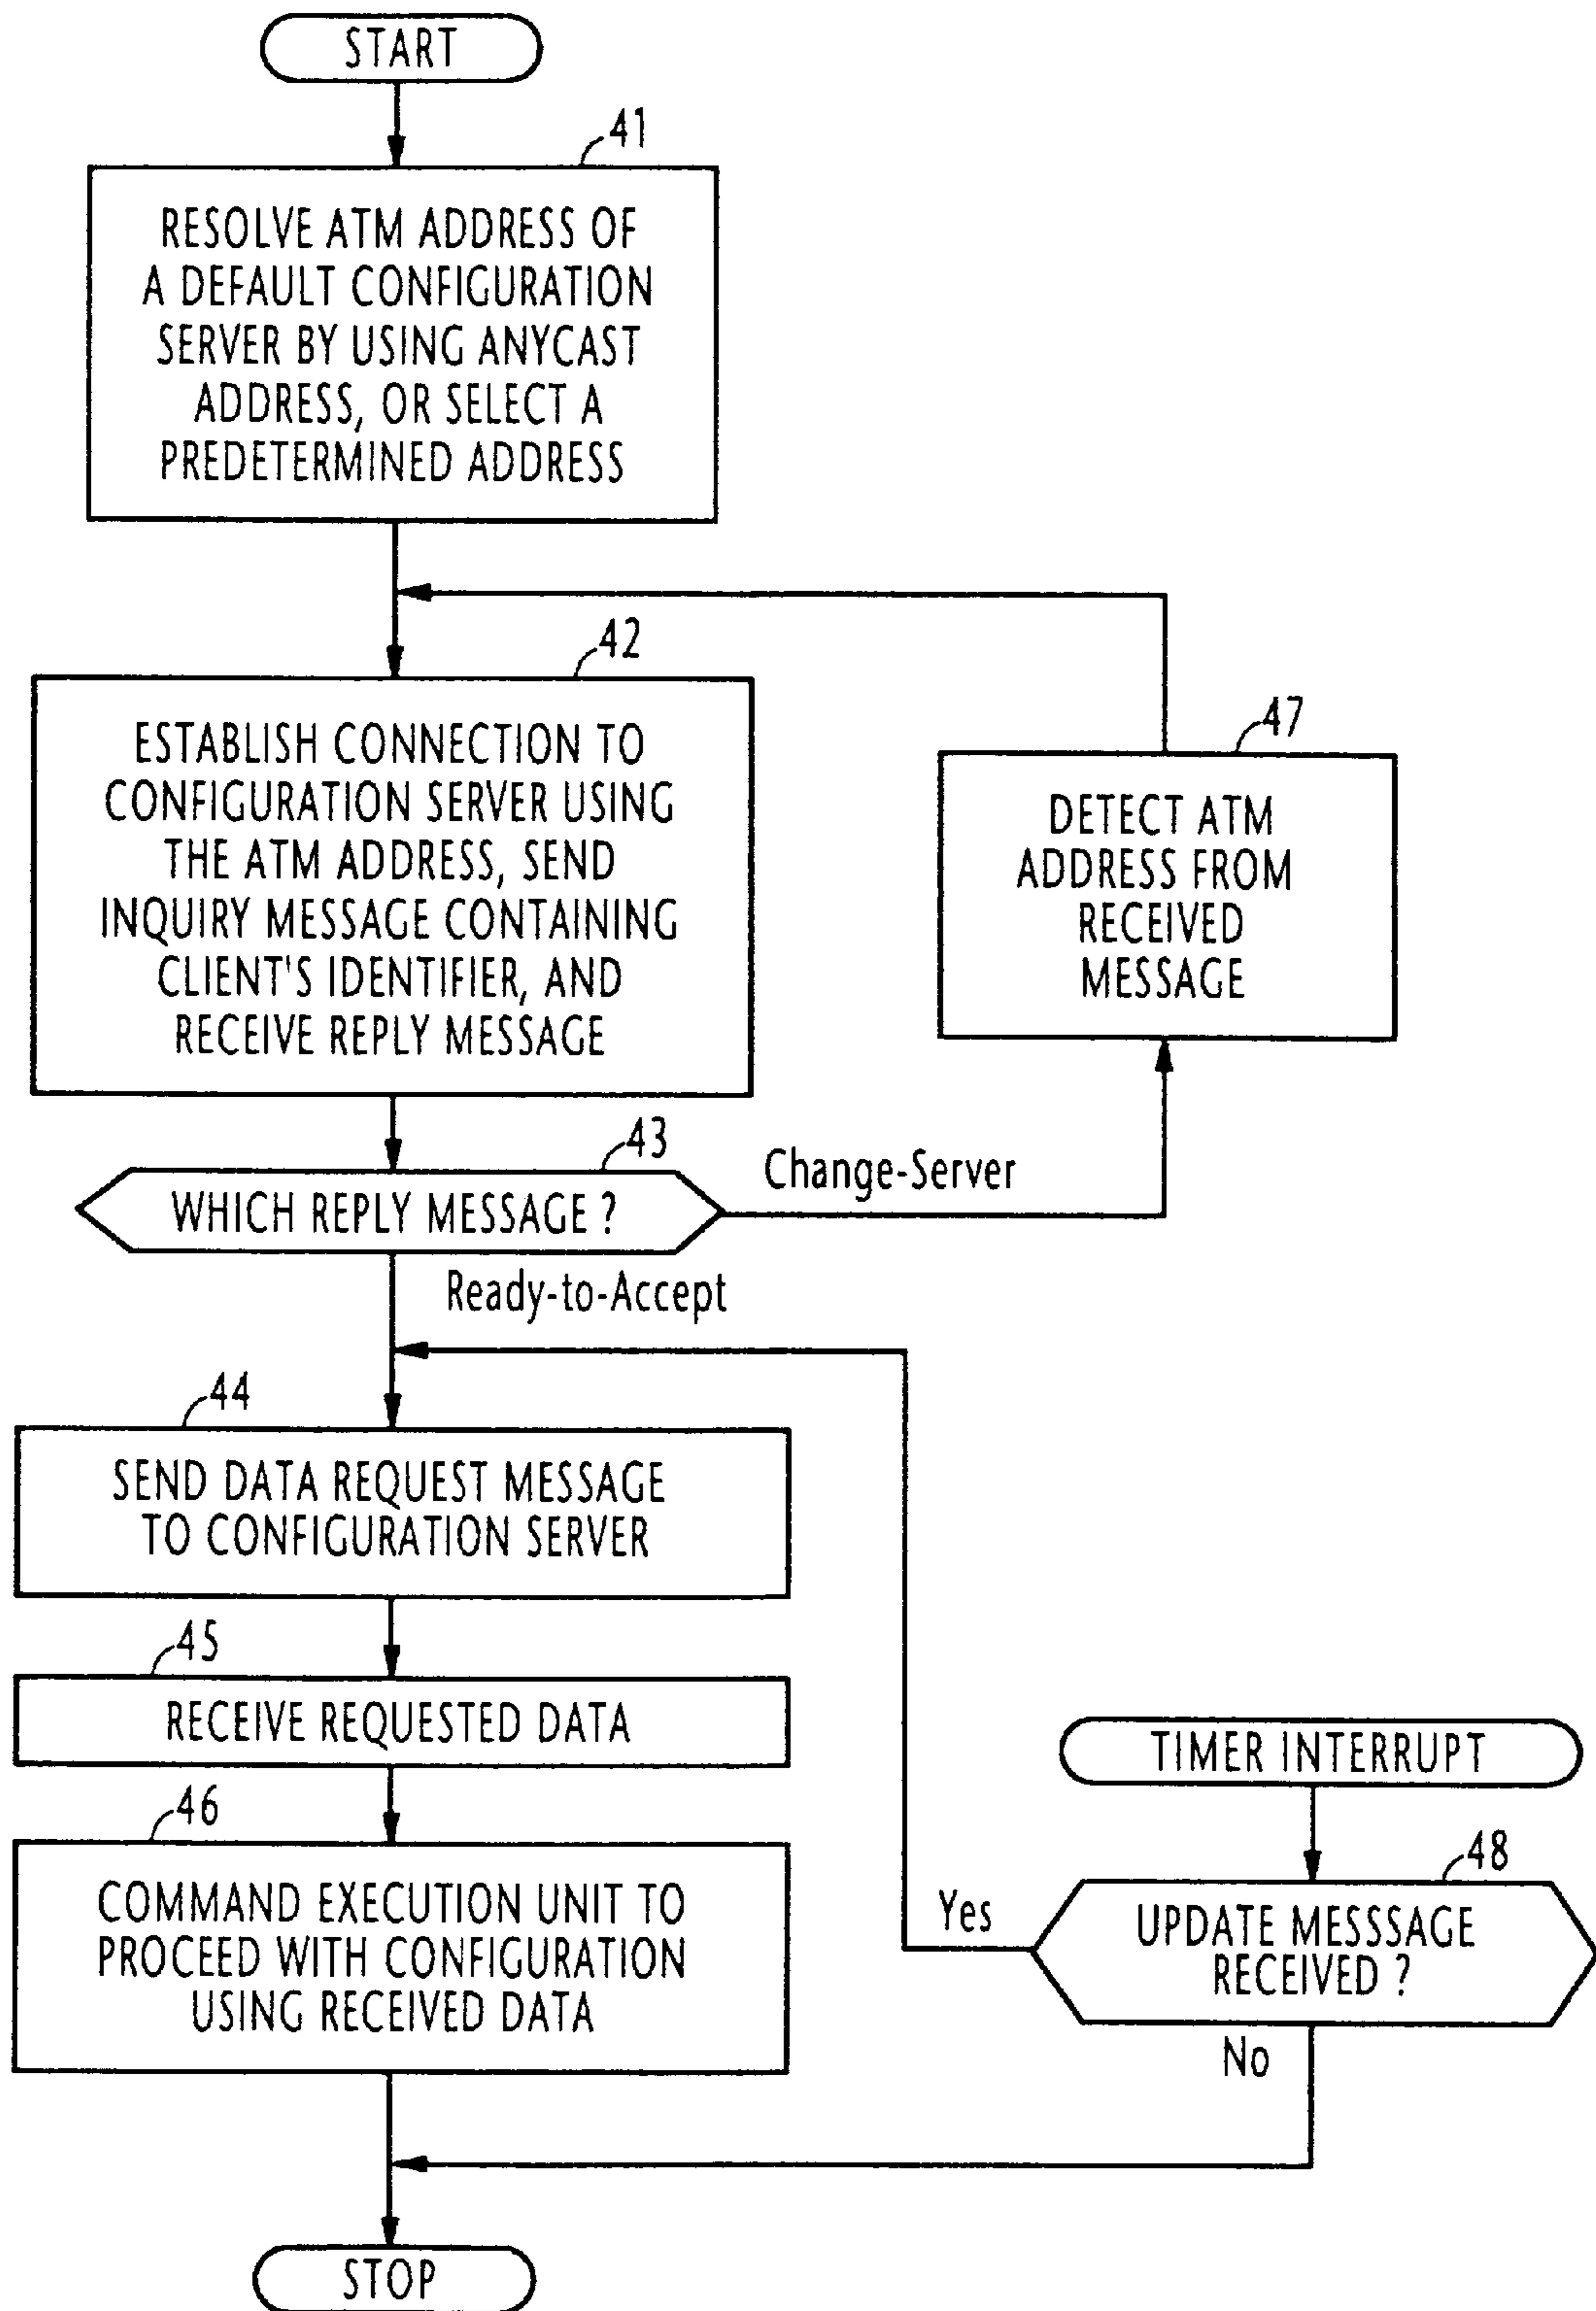 START
41
RESOLVE ATM ADDRESS OF
A DEFAULT CONFIGURATION
SERVER BY USING ANYCAST
ADDRESS, OR SELECT A
PREDETERMINED ADDRESS
42
ESTABLISH CONNECTION TO
CONFIGURATION SERVER USING
THE ATM ADDRESS, SEND
INQUIRY MESSAGE CONTAINING
CLIENT'S IDENTIFIER, AND
RECEIVE REPLY MESSAGE
47
DETECT ATM
ADDRESS FROM
RECEIVED
MESSAGE
43
WHICH REPLY MESSAGE ?
Change-Server
Ready-to-Accept
44
SEND DATA REQUEST MESSAGE
TO CONFIGURATION SERVER
45
RECEIVE REQUESTED DATA
46
COMMAND EXECUTION UNIT TO
PROCEED WITH CONFIGURATION
USING RECEIVED DATA
TIMER INTERRUPT
48
UPDATE MESSSAGE
RECEIVED ?
Yes
No
STOP